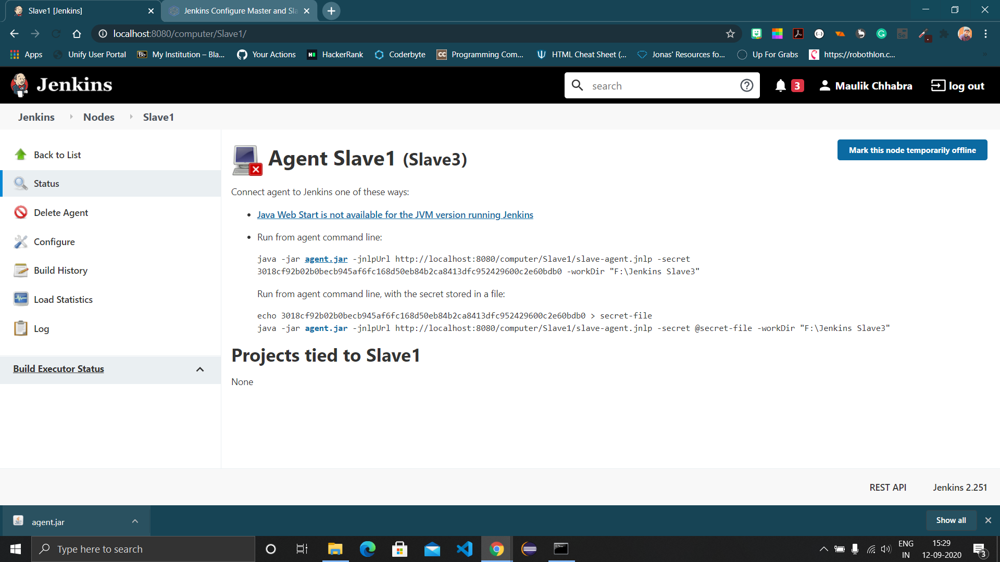 Slave1 [Jenkins]
Jenkins Configure Master and Sla
localhost:8080/computer/Slave1/
Apps
Unify User Portal
Bb
My Institution – Bla...
Your Actions
HackerRank
Coderbyte
CC
Programming Com...
HTML Cheat Sheet (...
Jonas' Resources fo...
Up For Grabs
https://robothlon.c...
Jenkins
search
3
Maulik Chhabra
log out
Jenkins
Nodes
Slave1
Back to List
Status
Delete Agent
Configure
Build History
Load Statistics
Log
Build Executor Status
Agent Slave1 (Slave3)
Mark this node temporarily offline
Connect agent to Jenkins one of these ways:
Java Web Start is not available for the JVM version running Jenkins
Run from agent command line:
java -jar agent.jar -jnlpUrl http://localhost:8080/computer/Slave1/slave-agent.jnlp -secret
3018cf92b02b0becb945af6fc168d50eb84b2ca8413dfc952429600c2e60bdb0 -workDir "F:\Jenkins Slave3"
Run from agent command line, with the secret stored in a file:
echo 3018cf92b02b0becb945af6fc168d50eb84b2ca8413dfc952429600c2e60bdb0 > secret-file
java -jar agent.jar -jnlpUrl http://localhost:8080/computer/Slave1/slave-agent.jnlp -secret @secret-file -workDir "F:\Jenkins Slave3"
Projects tied to Slave1
None
REST API
Jenkins 2.251
agent.jar
Show all
Type here to search
ENG
IN
15:29
12-09-2020
3